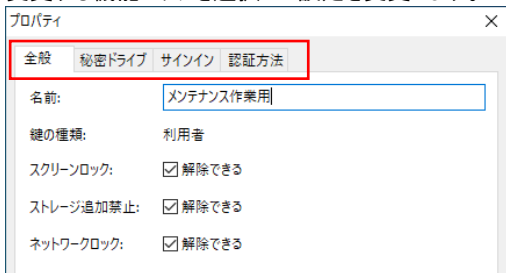 プロパティ
全般 秘密ドライブ サインイン 認証方法
名前: メンテナンス作業用
鍵の種類: 利用者
スクリーンロック: 解除できる
ストレージ追加禁止: 解除できる
ネットワークロック: 解除できる